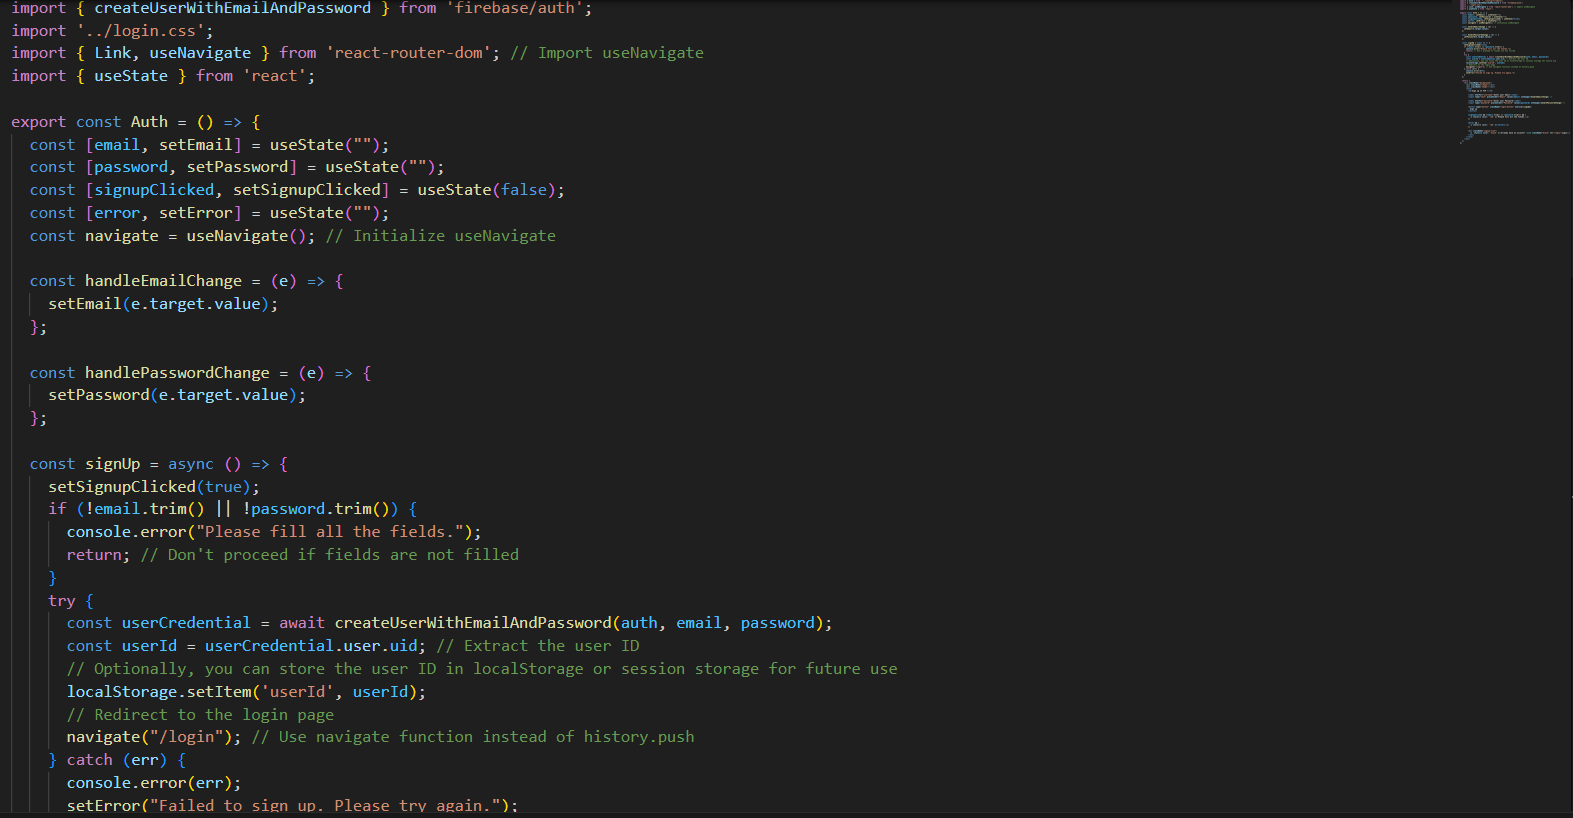 import { createUserWithEmailAndPassword } from 'firebase/auth';
import '../login.css';
import { Link, useNavigate } from 'react-router-dom'; // Import useNavigate
import { useState } from 'react';

export const Auth = () => {
  const [email, setEmail] = useState("");
  const [password, setPassword] = useState("");
  const [signupClicked, setSignupClicked] = useState(false);
  const [error, setError] = useState("");
  const navigate = useNavigate(); // Initialize useNavigate

  const handleEmailChange = (e) => {
    setEmail(e.target.value);
  };

  const handlePasswordChange = (e) => {
    setPassword(e.target.value);
  };

  const signUp = async () => {
    setSignupClicked(true);
    if (!email.trim() || !password.trim()) {
      console.error("Please fill all the fields.");
      return; // Don't proceed if fields are not filled
    }
    try {
      const userCredential = await createUserWithEmailAndPassword(auth, email, password);
      const userId = userCredential.user.uid; // Extract the user ID
      // Optionally, you can store the user ID in localStorage or session storage for future use
      localStorage.setItem('userId', userId);
      // Redirect to the login page
      navigate("/login"); // Use navigate function instead of history.push
    } catch (err) {
      console.error(err);
      setError("Failed to sign up. Please try again.");